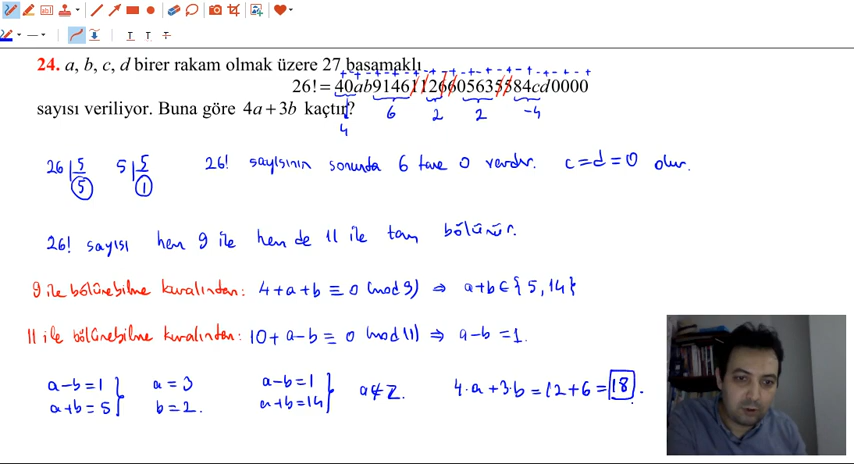 24. a, b, c, d birer rakam olmak üzere 27 basamaklı
26! = 40ab91461126605635584cd0000
sayısı veriliyor. Buna göre 4a + 3b kaçtır?
4 6 2 2 -4
26 | 5 5 5 | 5 1 26! sayısının sonunda 6 tane 0 vardır. c = d = 0 olur.
26! sayısı hem 9 ile hem de 11 ile tam bölünür.
9 ile bölünebilme kuralından: 4 + a + b ≡ 0 (mod 9) ⇒ a + b ∈ {5, 14}
11 ile bölünebilme kuralından: 10 + a - b ≡ 0 (mod 11) ⇒ a - b = 1.
a - b = 1 } a = 3 a - b = 1 } a ∉ Z. 4·a + 3·b = 12 + 6 = 18.
a + b = 5 b = 2. a + b = 14